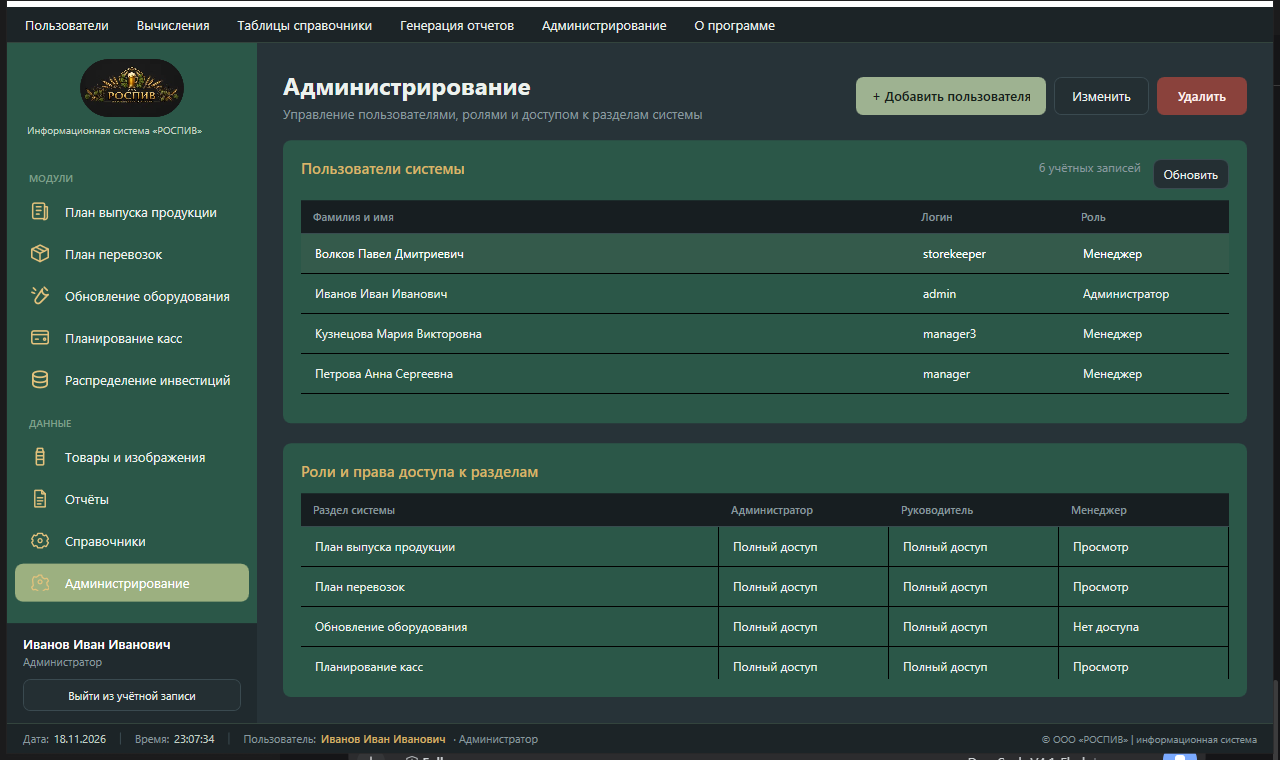 Пользователи Вычисления Таблицы справочники Генерация отчетов Администрирование О программе
РОСПИВ
Информационная система «РОСПИВ»
МОДУЛИ
План выпуска продукции
План перевозок
Обновление оборудования
Планирование касс
Распределение инвестиций
ДАННЫЕ
Товары и изображения
Отчёты
Справочники
Администрирование
Иванов Иван Иванович
Администратор
Выйти из учётной записи
Администрирование
Управление пользователями, ролями и доступом к разделам системы
+ Добавить пользователя Изменить Удалить
Пользователи системы
6 учётных записей Обновить
Фамилия и имя Логин Роль
Волков Павел Дмитриевич storekeeper Менеджер
Иванов Иван Иванович admin Администратор
Кузнецова Мария Викторовна manager3 Менеджер
Петрова Анна Сергеевна manager Менеджер
Роли и права доступа к разделам
Раздел системы Администратор Руководитель Менеджер
План выпуска продукции Полный доступ Полный доступ Просмотр
План перевозок Полный доступ Полный доступ Просмотр
Обновление оборудования Полный доступ Полный доступ Нет доступа
Планирование касс Полный доступ Полный доступ Просмотр
Дата: 18.11.2026 Время: 23:07:34 Пользователь: Иванов Иван Иванович · Администратор
© ООО «РОСПИВ» | информационная система